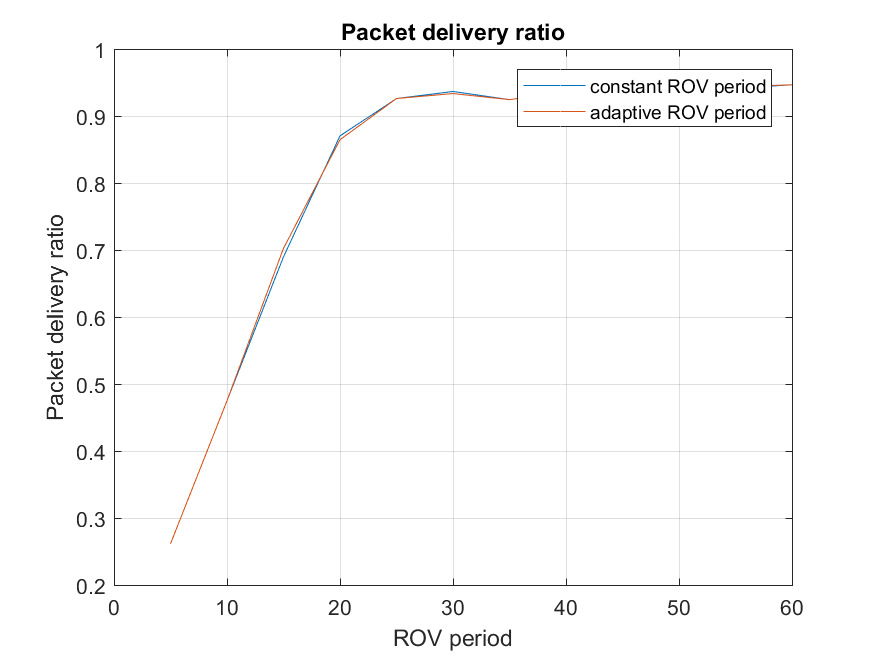 Packet delivery ratio
1
0.9
0.8
0.7
0.6
0.5
0.4
0.3
0.2
Packet delivery ratio
constant ROV period
adaptive ROV period
0 10 20 30 40 50 60
ROV period